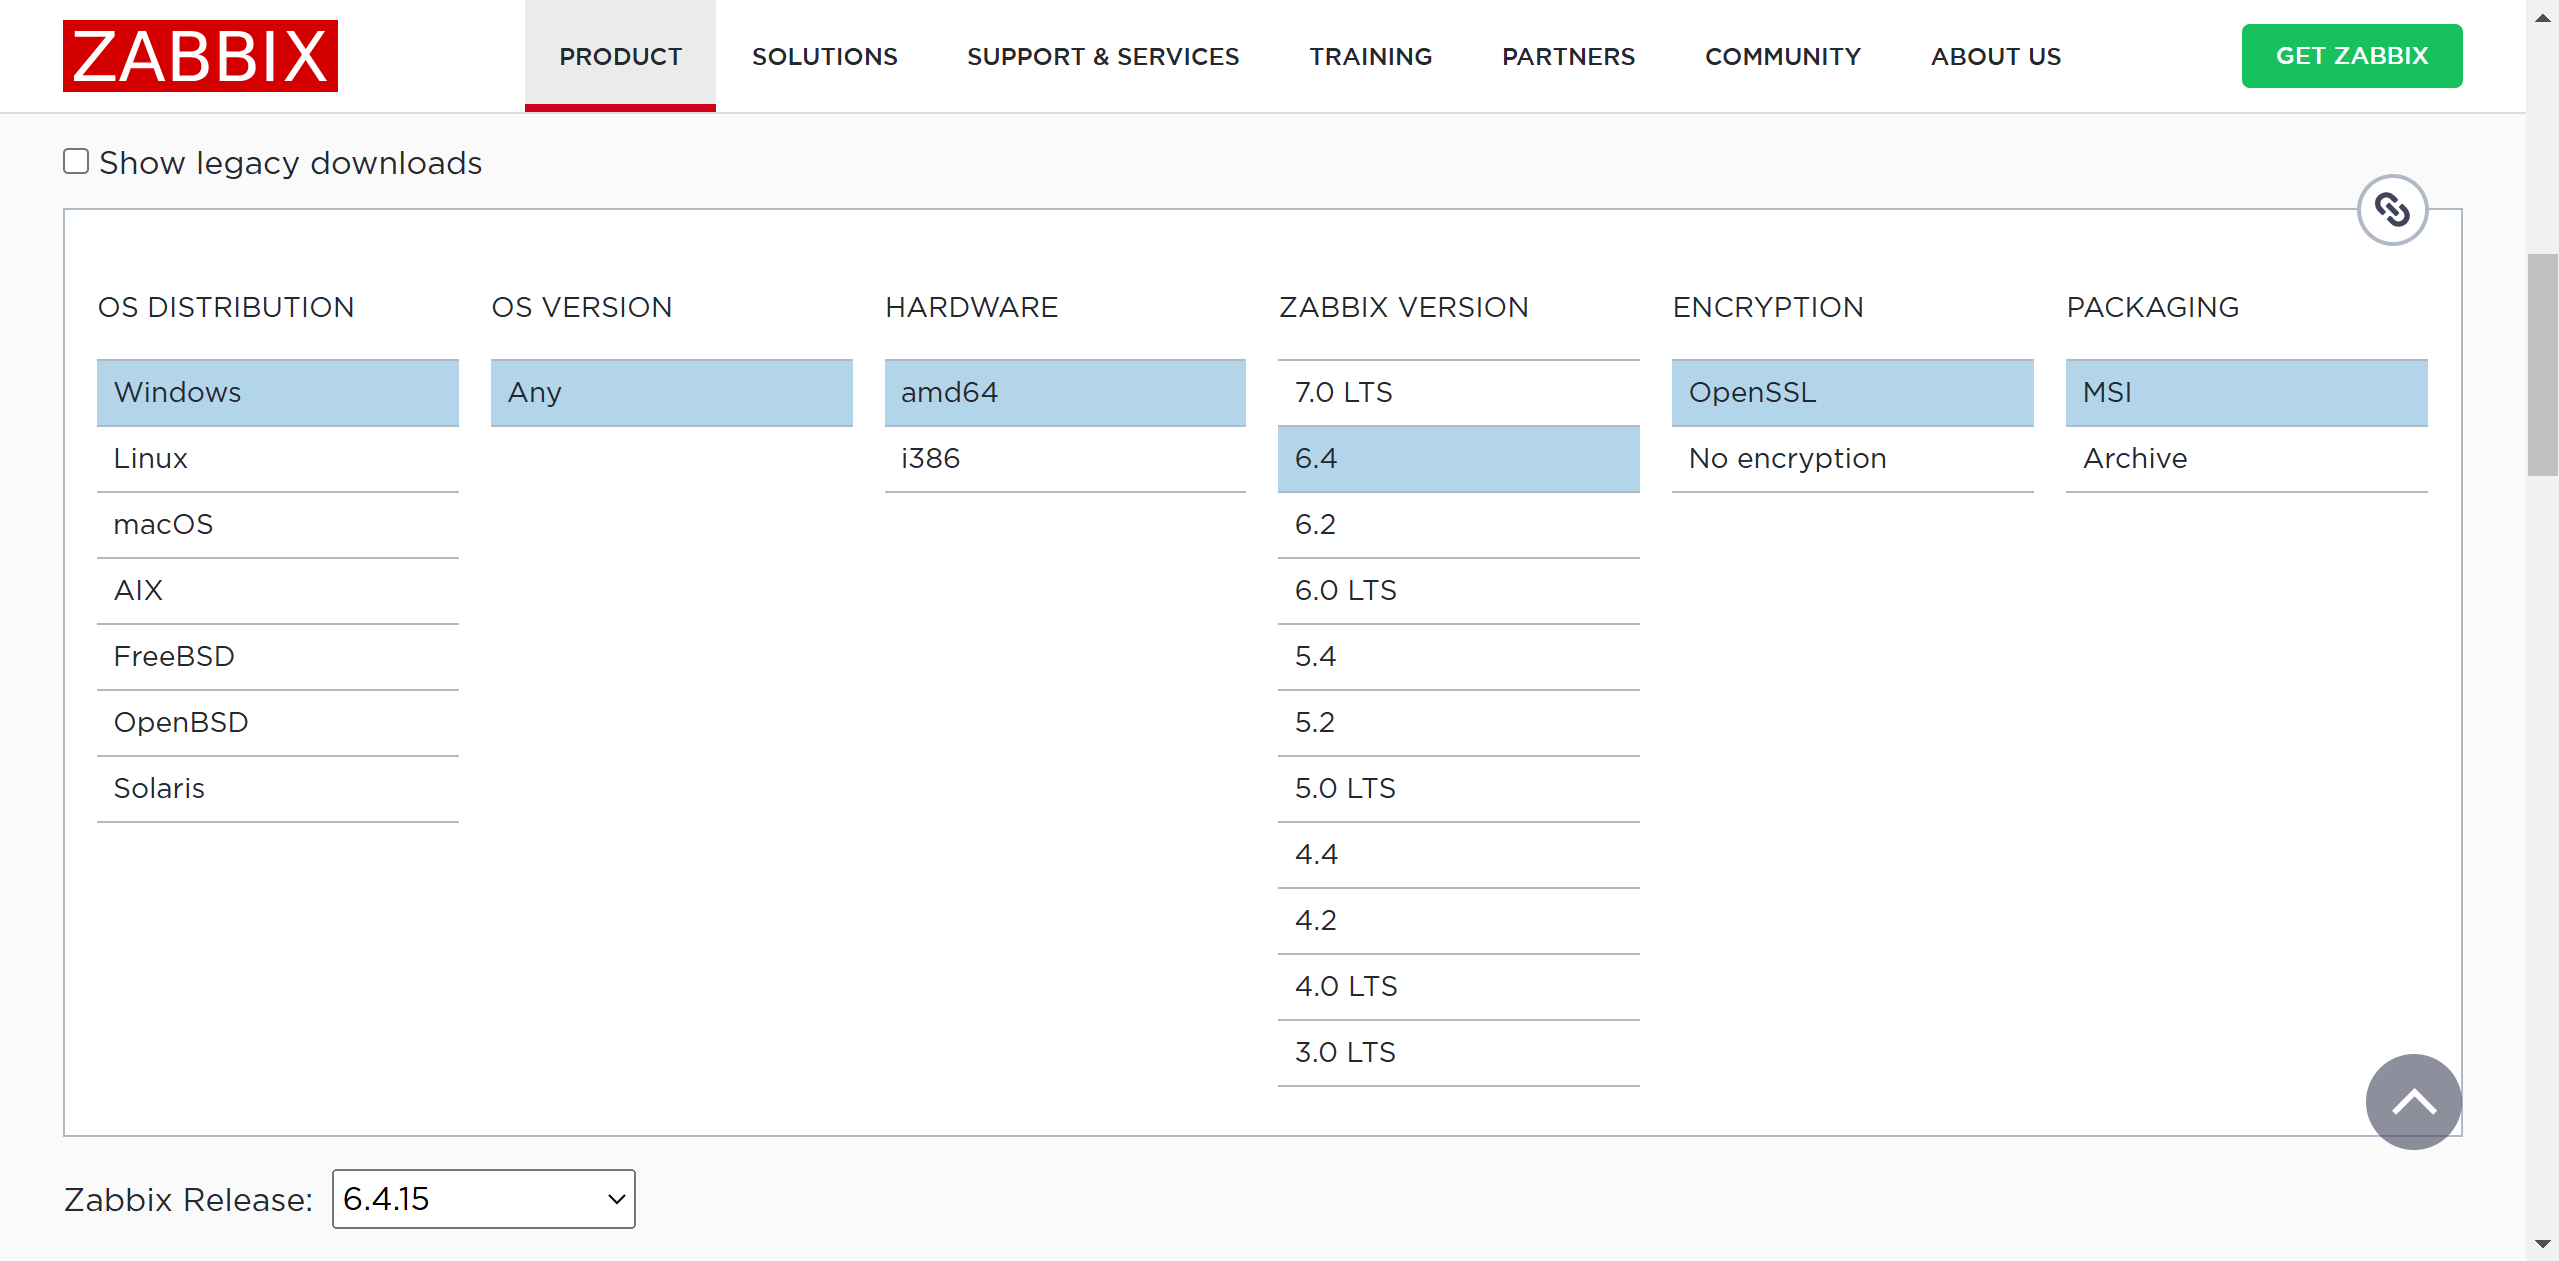 ZABBIX
PRODUCT SOLUTIONS SUPPORT & SERVICES TRAINING PARTNERS COMMUNITY ABOUT US GET ZABBIX
Show legacy downloads
OS DISTRIBUTION
Windows
Linux
macOS
AIX
FreeBSD
OpenBSD
Solaris
OS VERSION
Any
HARDWARE
amd64
i386
ZABBIX VERSION
7.0 LTS
6.4
6.2
6.0 LTS
5.4
5.2
5.0 LTS
4.4
4.2
4.0 LTS
3.0 LTS
ENCRYPTION
OpenSSL
No encryption
PACKAGING
MSI
Archive
Zabbix Release: 6.4.15